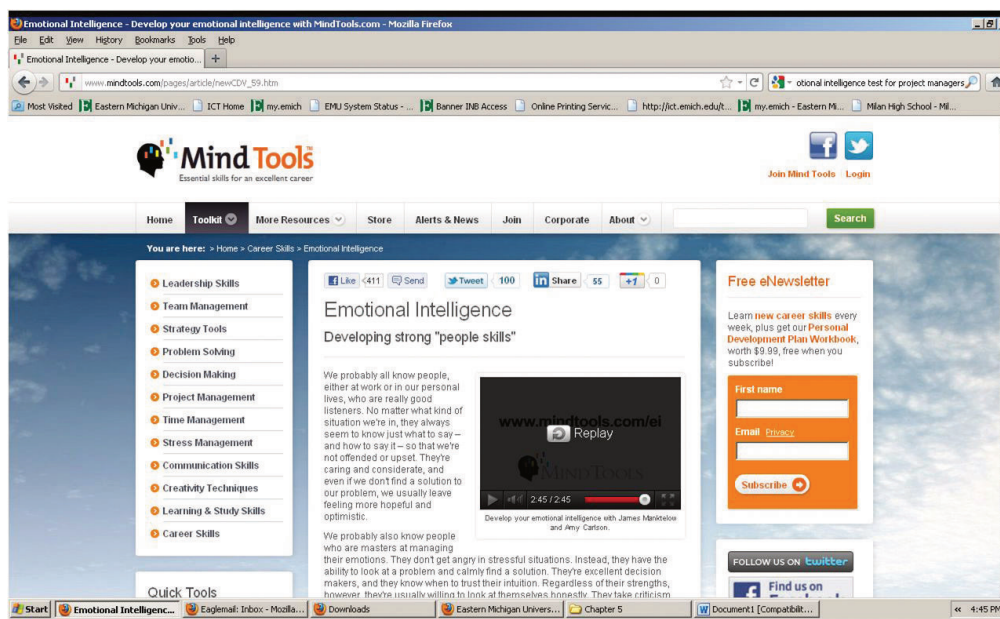 Emotional Intelligence - Develop your emotional intelligence with MindTools.com - Mozilla Firefox
File Edit View History Bookmarks Tools Help
Emotional Intelligence - Develop your emotio... +
www.mindtools.com/pages/article/newCDV_59.htm
otional intelligence test for project managers
Most Visited Eastern Michigan Univ... ICT Home my.emich EMU System Status - ... Banner INB Access Online Printing Servic... http://ict.emich.edu/t... my.emich - Eastern Mi... Milan High School - Mil...
Mind Tools
Essential skills for an excellent career
Join Mind Tools Login
Home Toolkit More Resources Store Alerts & News Join Corporate About Search
You are here: > Home > Career Skills > Emotional Intelligence
Leadership Skills
Team Management
Strategy Tools
Problem Solving
Decision Making
Project Management
Time Management
Stress Management
Communication Skills
Creativity Techniques
Learning & Study Skills
Career Skills
Quick Tools
Like 411 Send Tweet 100 in Share 55 +1 0
Emotional Intelligence
Developing strong "people skills"
We probably all know people,
either at work or in our personal
lives, who are really good
listeners. No matter what kind of
situation we're in, they always
seem to know just what to say –
and how to say it – so that we're
not offended or upset. They're
caring and considerate, and
even if we don't find a solution to
our problem, we usually leave
feeling more hopeful and
optimistic.
www.mindtools.com/ei
Replay
MINDTOOLS
2:45 / 2:45
Develop your emotional intelligence with James Manktelow
and Amy Carlson.
We probably also know people
who are masters at managing
their emotions. They don't get angry in stressful situations. Instead, they have the
ability to look at a problem and calmly find a solution. They're excellent decision
makers, and they know when to trust their intuition. Regardless of their strengths,
however, they're usually willing to look at themselves honestly. They take criticism
Free eNewsletter
Learn new career skills every
week, plus get our Personal
Development Plan Workbook,
worth $9.99, free when you
subscribe!
First name
Email Privacy
Subscribe
FOLLOW US ON twitter
Find us on
Start Emotional Intelligenc... Eaglemail: Inbox - Mozilla... Downloads Eastern Michigan Univers... Chapter 5 Document1 [Compatibilit... « 4:45 PM